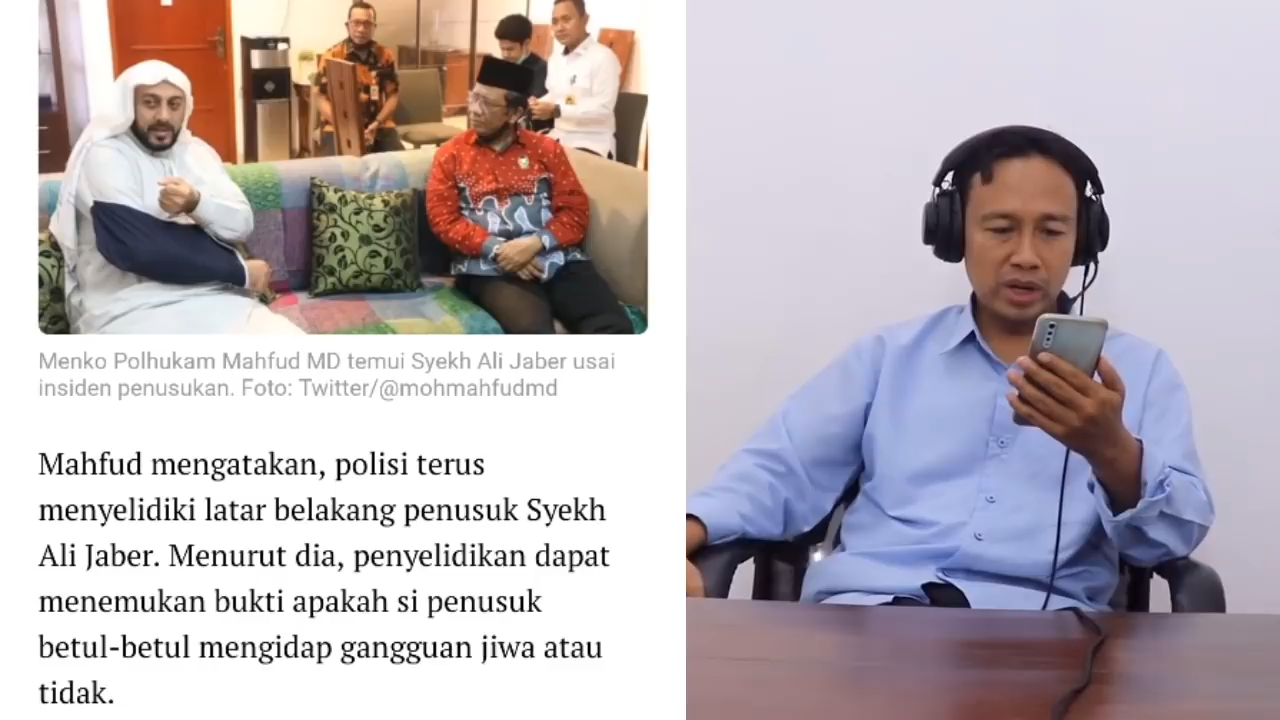 Menko Polhukam Mahfud MD temui Syekh Ali Jaber usai
insiden penusukan. Foto: Twitter/@mohmahfudmd
Mahfud mengatakan, polisi terus
menyelidiki latar belakang penusuk Syekh
Ali Jaber. Menurut dia, penyelidikan dapat
menemukan bukti apakah si penusuk
betul-betul mengidap gangguan jiwa atau
tidak.